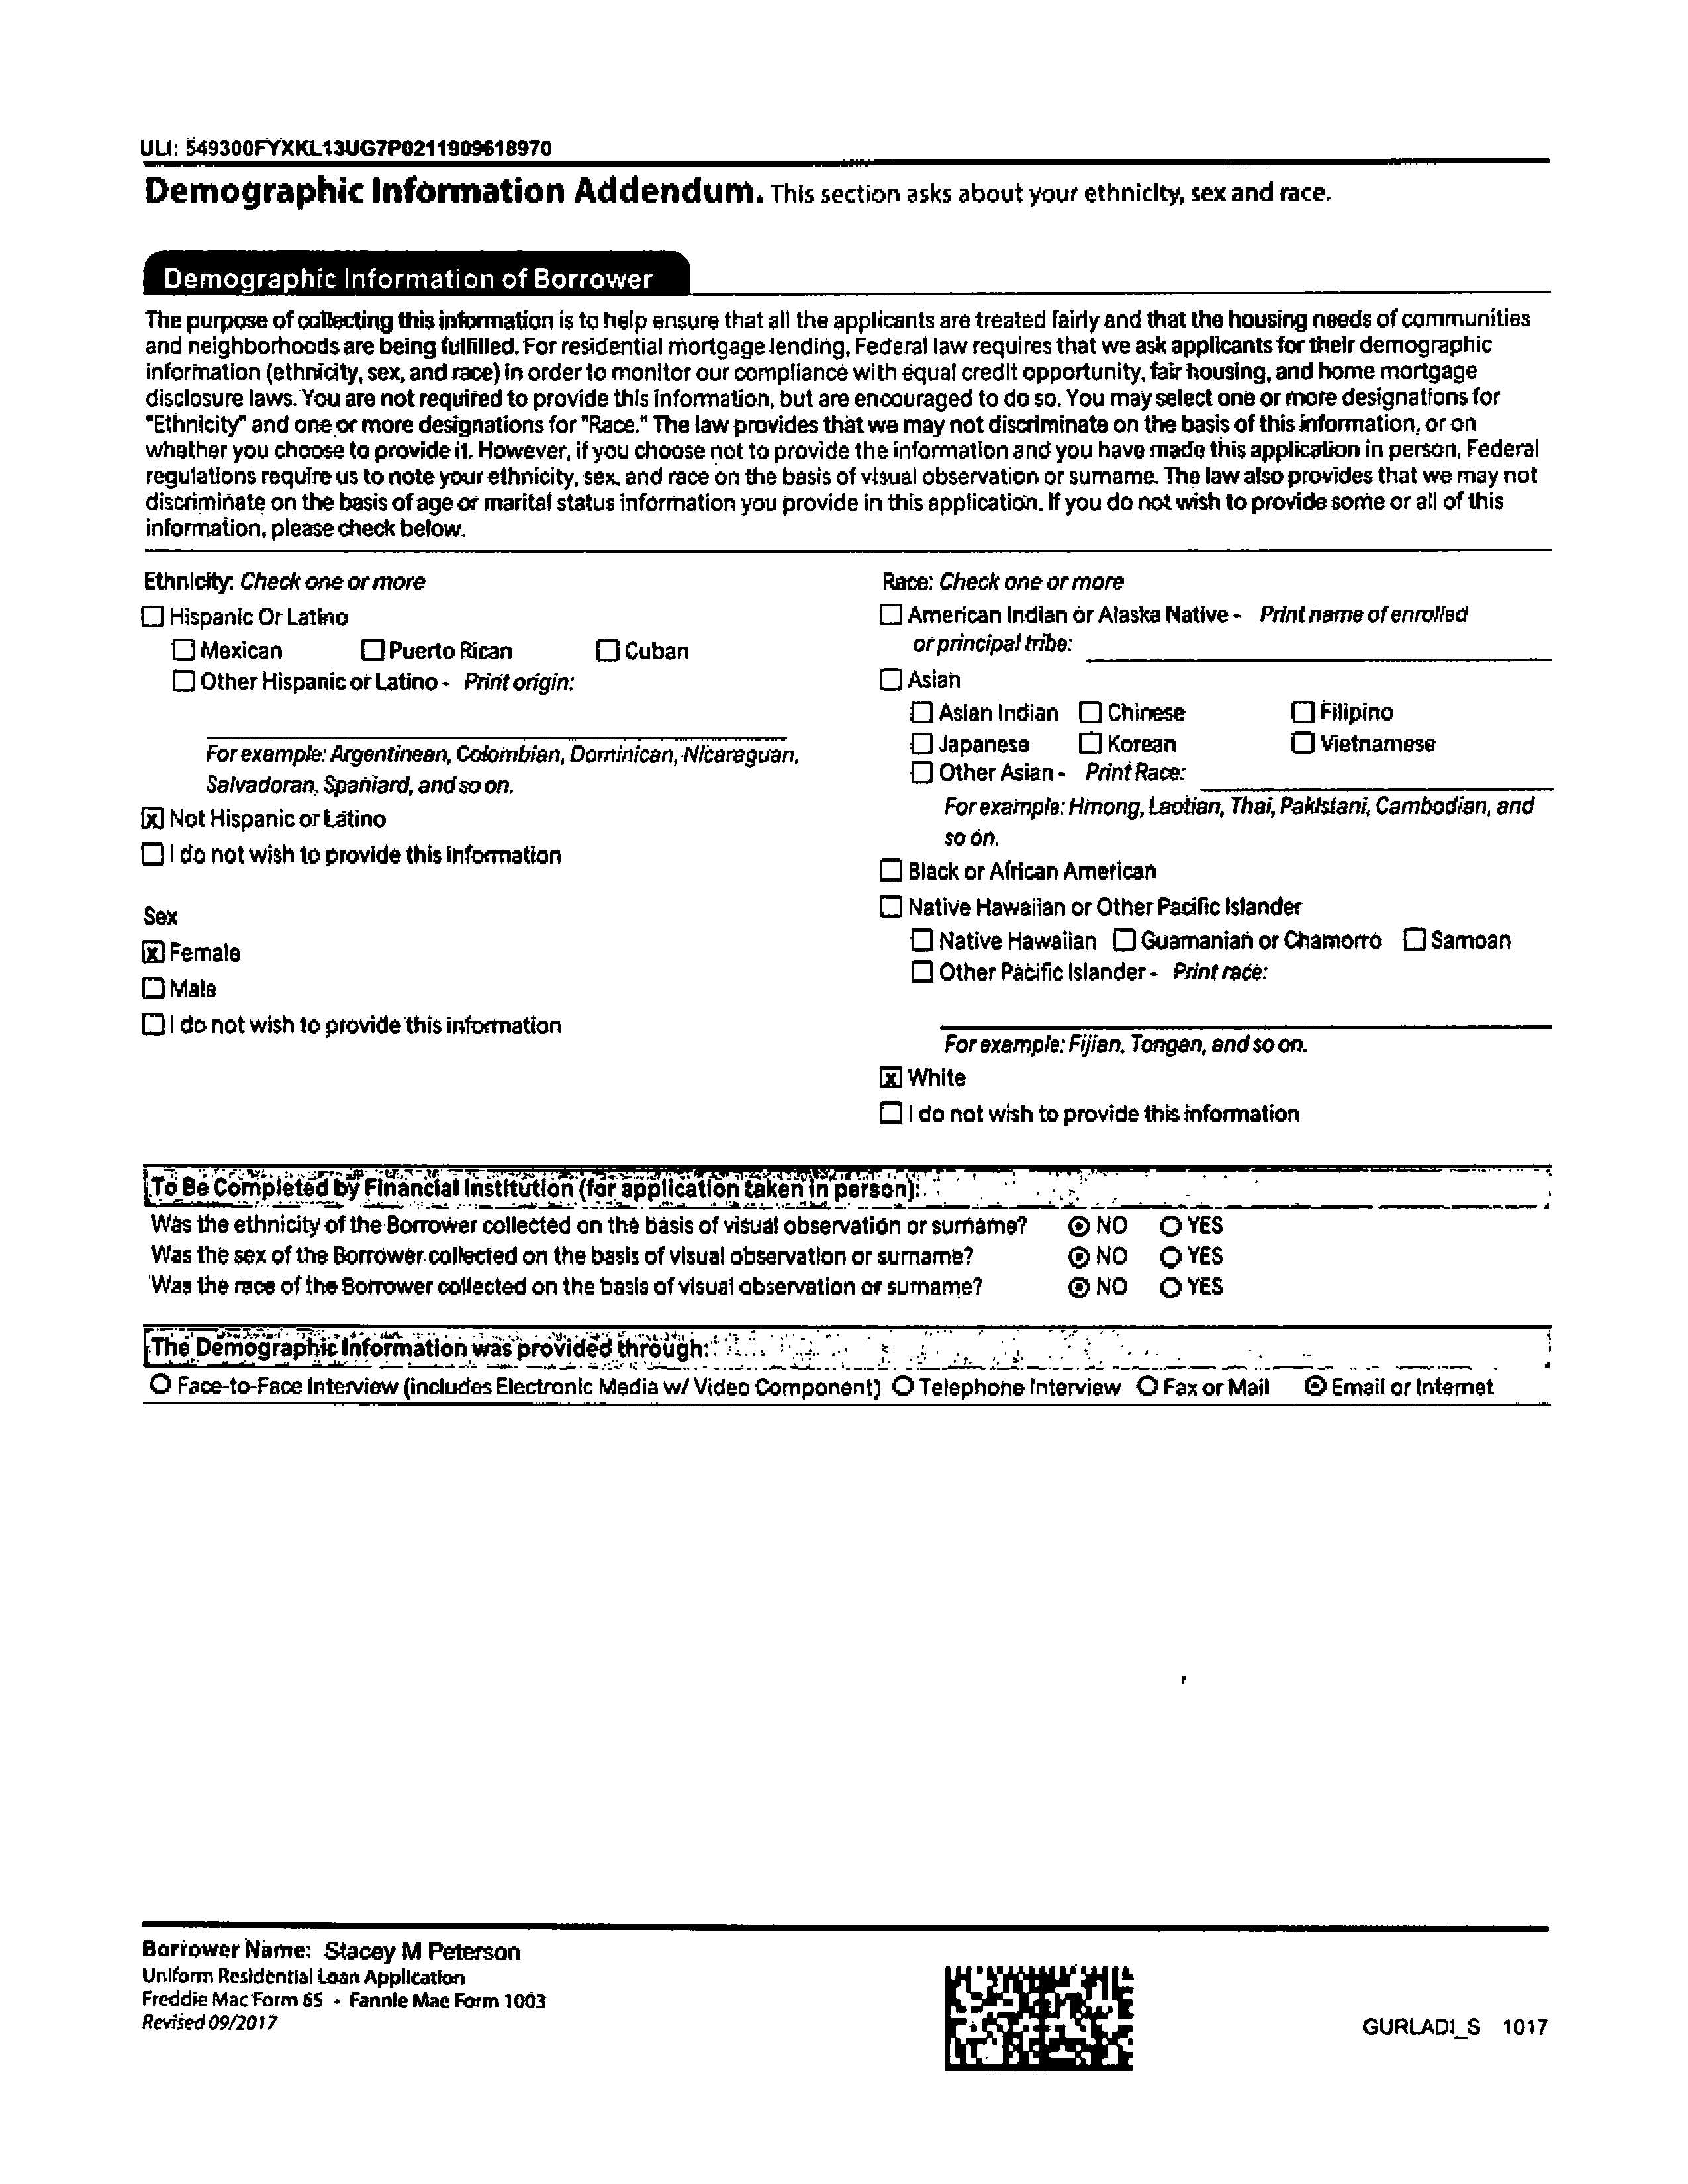 ULI: 549300FYXKL13UG7P0211909618970
Demographic Information Addendum. This section asks about your ethnicity, sex and race.
Demographic Information of Borrower
The purpose of collecting this information is to help ensure that all the applicants are treated fairly and that the housing needs of communities
and neighborhoods are being fulfilled. For residential mortgage lending, Federal law requires that we ask applicants for their demographic
information (ethnicity, sex, and race) in order to monitor our compliance with equal credit opportunity, fair housing, and home mortgage
disclosure laws. You are not required to provide this information, but are encouraged to do so. You may select one or more designations for
"Ethnicity" and one or more designations for "Race." The law provides that we may not discriminate on the basis of this information, or on
whether you choose to provide it. However, if you choose not to provide the information and you have made this application in person, Federal
regulations require us to note your ethnicity, sex, and race on the basis of visual observation or surname. The law also provides that we may not
discriminate on the basis of age or marital status information you provide in this application. If you do not wish to provide some or all of this
information, please check below.
Ethnicity: Check one or more
☐ Hispanic Or Latino
☐ Mexican ☐ Puerto Rican ☐ Cuban
☐ Other Hispanic or Latino - Print origin:
For example: Argentinean, Colombian, Dominican, Nicaraguan,
Salvadoran, Spaniard, and so on.
☒ Not Hispanic or Latino
☐ I do not wish to provide this information
Sex
☒ Female
☐ Male
☐ I do not wish to provide this information
Race: Check one or more
☐ American Indian or Alaska Native - Print name of enrolled
or principal tribe:
☐ Asian
☐ Asian Indian ☐ Chinese ☐ Filipino
☐ Japanese ☐ Korean ☐ Vietnamese
☐ Other Asian - Print Race:
For example: Hmong, Laotian, Thai, Pakistani, Cambodian, and
so on.
☐ Black or African American
☐ Native Hawaiian or Other Pacific Islander
☐ Native Hawaiian ☐ Guamanian or Chamorro ☐ Samoan
☐ Other Pacific Islander - Print race:
For example: Fijian, Tongan, and so on.
☒ White
☐ I do not wish to provide this information
To Be Completed by Financial Institution (for application taken in person):
Was the ethnicity of the Borrower collected on the basis of visual observation or surname? ⦿ NO ○ YES
Was the sex of the Borrower collected on the basis of visual observation or surname? ⦿ NO ○ YES
Was the race of the Borrower collected on the basis of visual observation or surname? ⦿ NO ○ YES
The Demographic Information was provided through:
○ Face-to-Face Interview (includes Electronic Media w/ Video Component) ○ Telephone Interview ○ Fax or Mail ⦿ Email or Internet
Borrower Name: Stacey M Peterson
Uniform Residential Loan Application
Freddie Mac Form 65 • Fannie Mae Form 1003
Revised 09/2017
GURLADI_S 1017